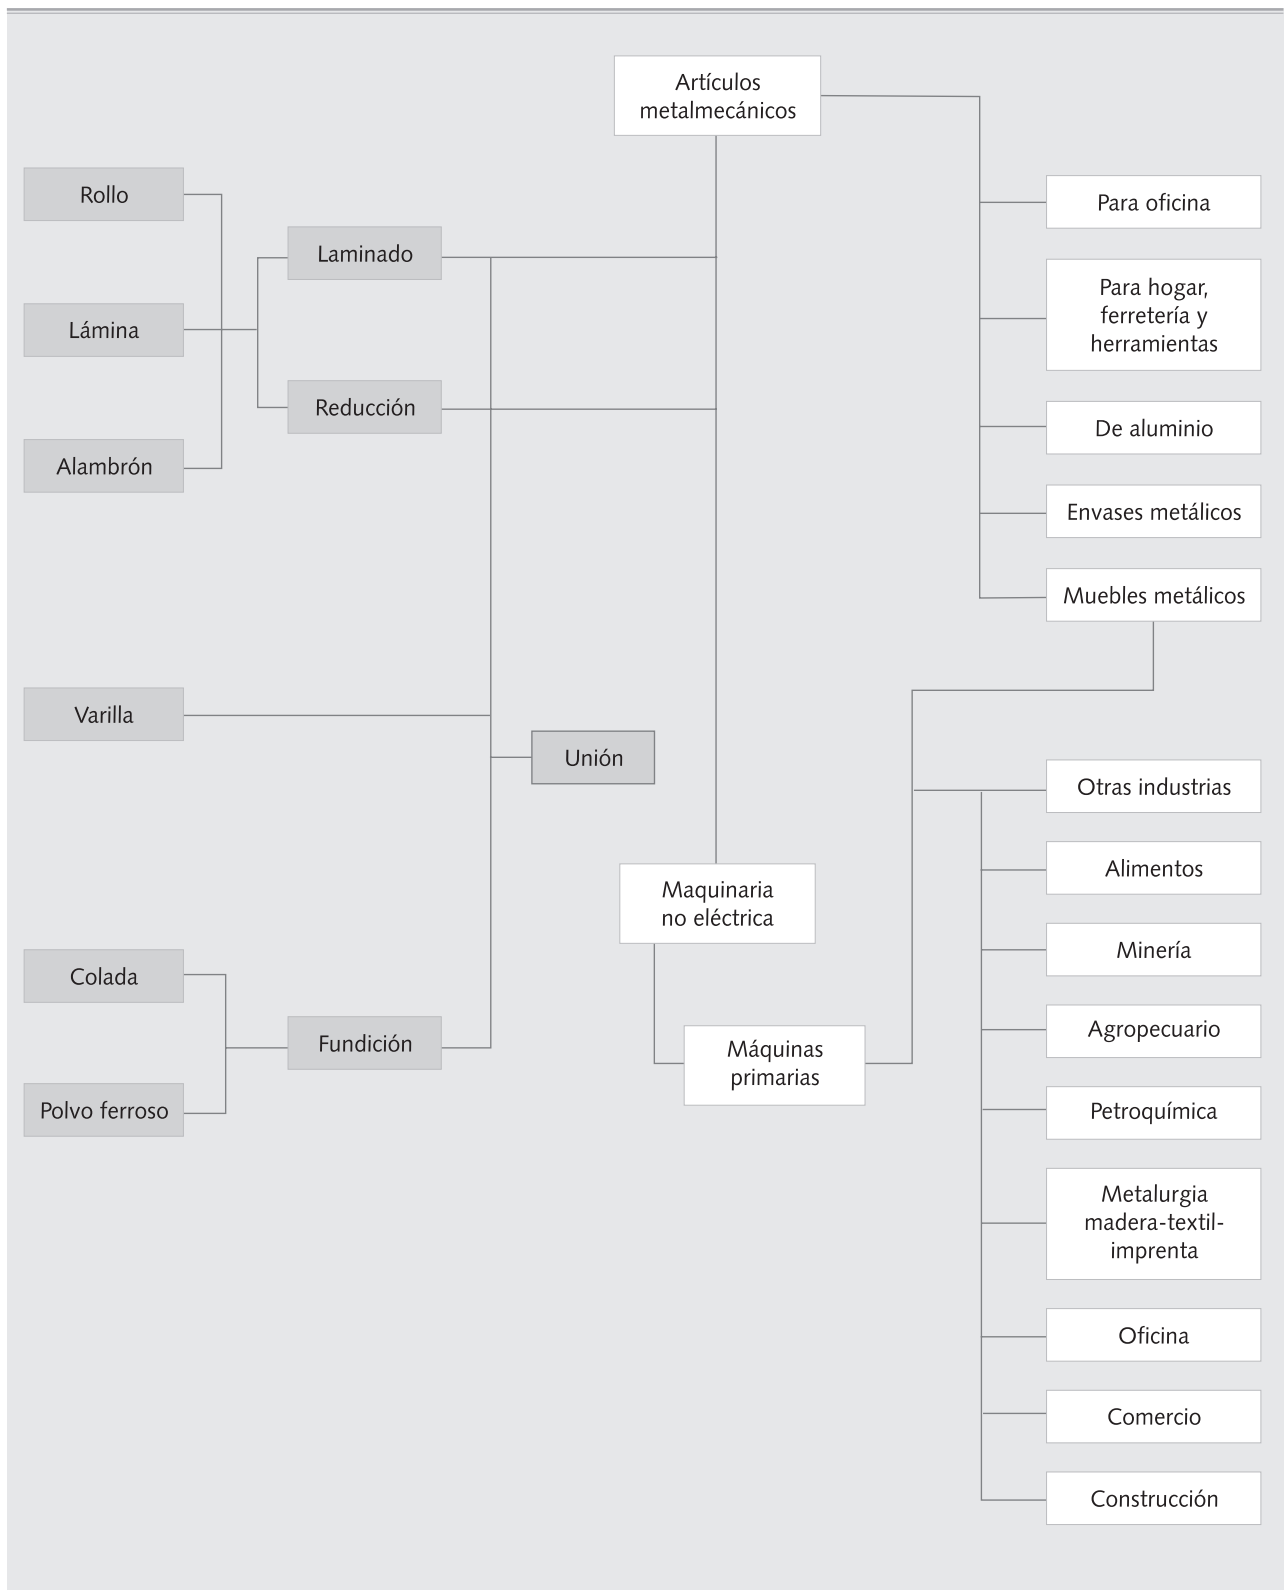 Artículos
metalmecánicos
Rollo
Lámina
Alambrón
Laminado
Reducción
Varilla
Unión
Colada
Polvo ferroso
Fundición
Maquinaria
no eléctrica
Máquinas
primarias
Para oficina
Para hogar,
ferretería y
herramientas
De aluminio
Envases metálicos
Muebles metálicos
Otras industrias
Alimentos
Minería
Agropecuario
Petroquímica
Metalurgia
madera-textil-
imprenta
Oficina
Comercio
Construcción